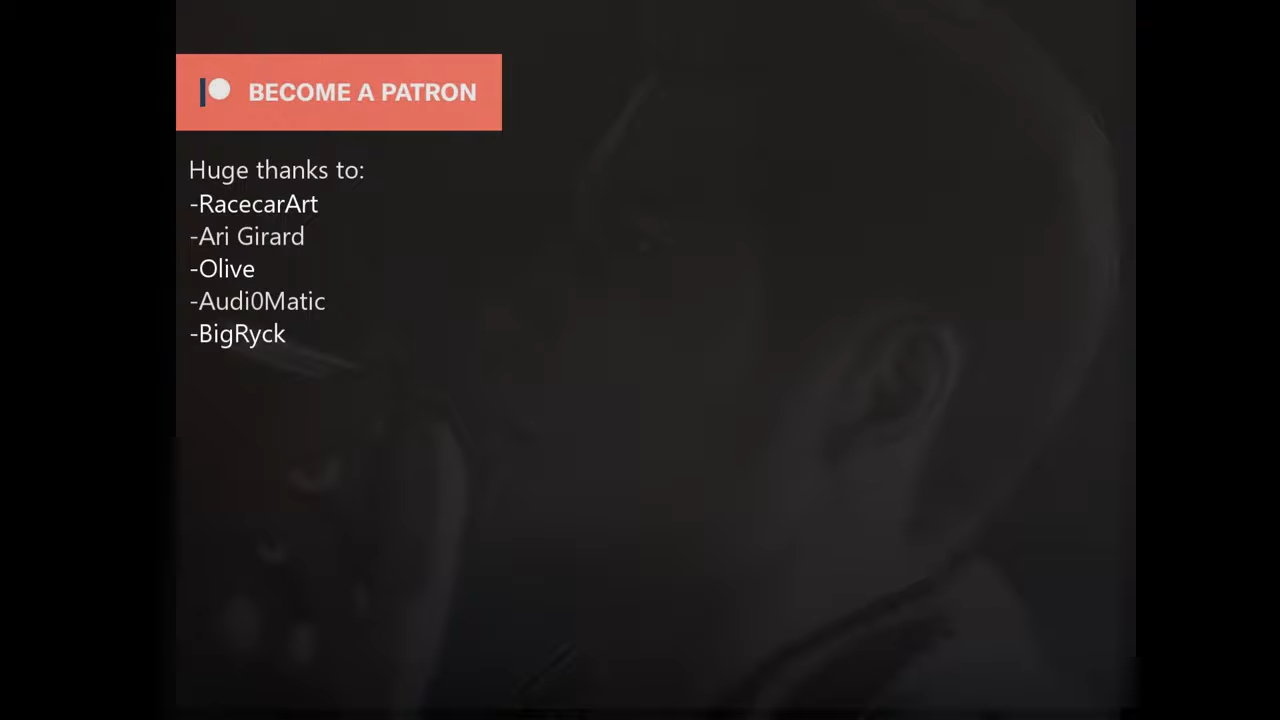 BECOME A PATRON
Huge thanks to:
-RacecarArt
-Ari Girard
-Olive
-Audi0Matic
-BigRyck